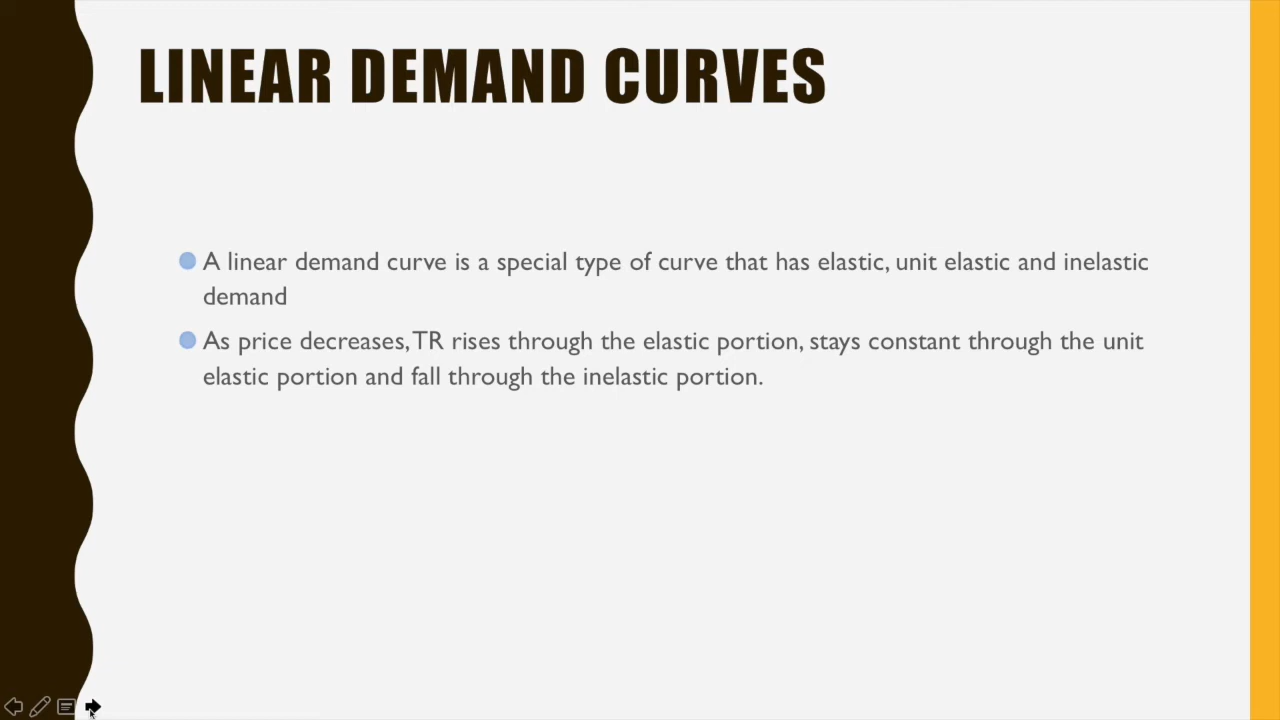 LINEAR DEMAND CURVES
A linear demand curve is a special type of curve that has elastic, unit elastic and inelastic
demand
As price decreases, TR rises through the elastic portion, stays constant through the unit
elastic portion and fall through the inelastic portion.